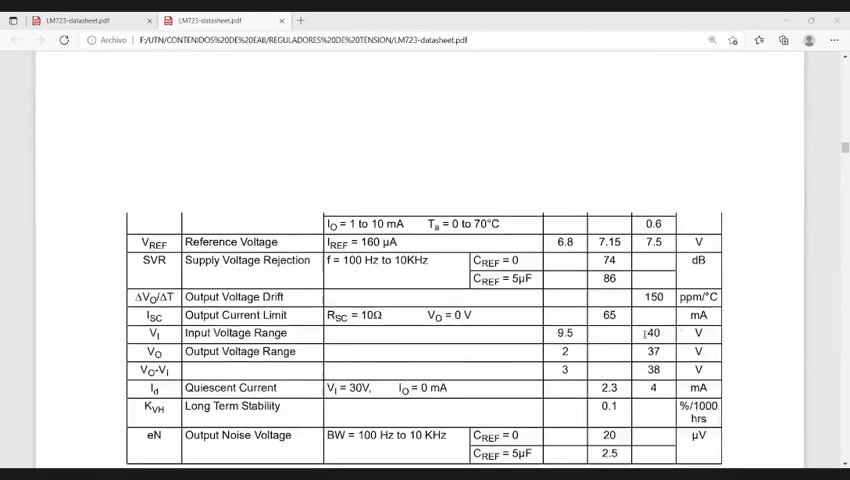 LM723-datasheet.pdf
LM723-datasheet.pdf
Archivo F:/UTN/CONTENIDOS%20DE%20EAII/REGULADORES%20DE%20TENSION/LM723-datasheet.pdf
IO = 1 to 10 mA Ta = 0 to 70°C 0.6
VREF Reference Voltage IREF = 160 µA 6.8 7.15 7.5 V
SVR Supply Voltage Rejection f = 100 Hz to 10KHz CREF = 0 74 dB
CREF = 5µF 86
ΔVO/ΔT Output Voltage Drift 150 ppm/°C
ISC Output Current Limit RSC = 10Ω VO = 0 V 65 mA
VI Input Voltage Range 9.5 40 V
VO Output Voltage Range 2 37 V
VO-VI 3 38 V
Id Quiescent Current VI = 30V, IO = 0 mA 2.3 4 mA
KVH Long Term Stability 0.1 %/1000
hrs
eN Output Noise Voltage BW = 100 Hz to 10 KHz CREF = 0 20 µV
CREF = 5µF 2.5